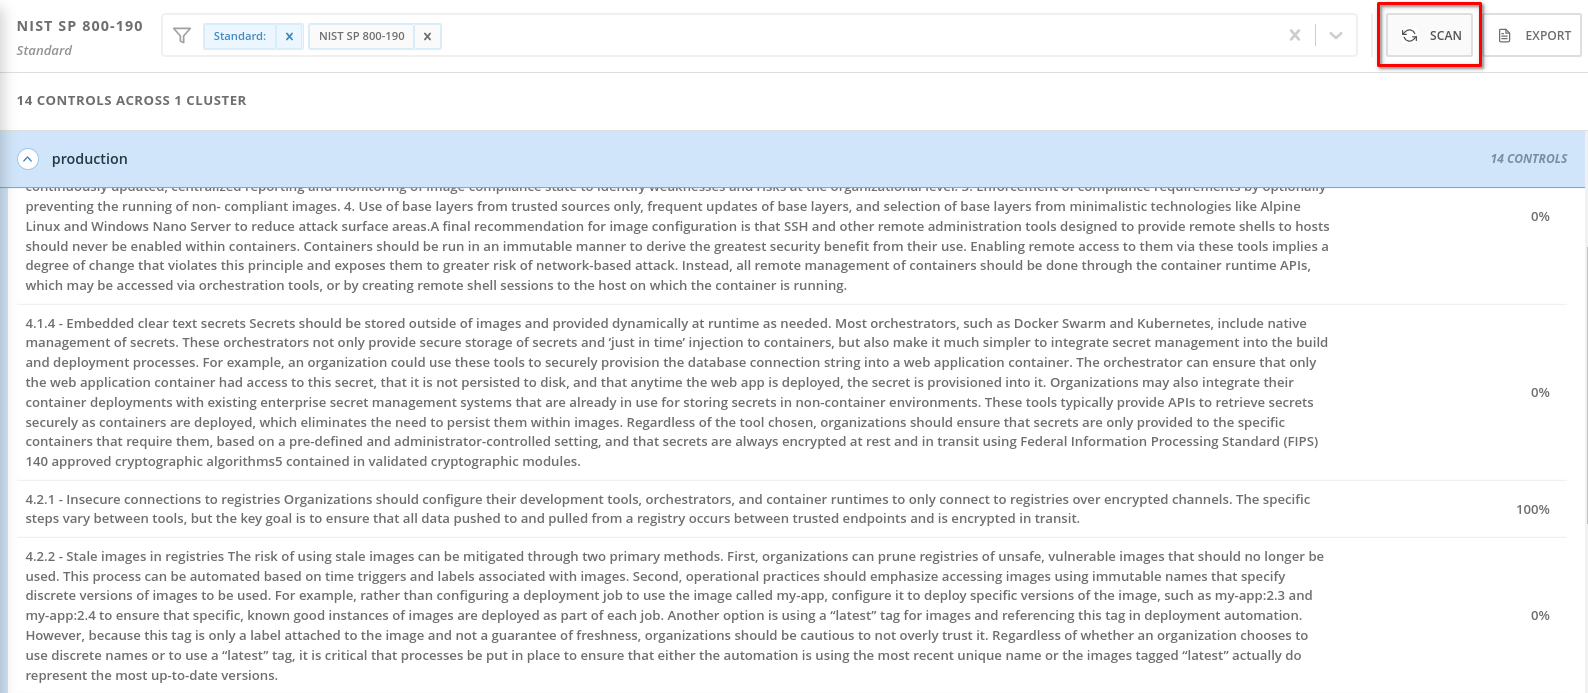 NIST SP 800-190
Standard
Standard:
NIST SP 800-190
SCAN
EXPORT
14 CONTROLS ACROSS 1 CLUSTER
production
14 CONTROLS
continuously updated, centralized reporting and monitoring of image compliance state to identify weaknesses and risks at the organizational level. 3. Enforcement of compliance requirements by optionally
preventing the running of non- compliant images. 4. Use of base layers from trusted sources only, frequent updates of base layers, and selection of base layers from minimalistic technologies like Alpine
Linux and Windows Nano Server to reduce attack surface areas.A final recommendation for image configuration is that SSH and other remote administration tools designed to provide remote shells to hosts
should never be enabled within containers. Containers should be run in an immutable manner to derive the greatest security benefit from their use. Enabling remote access to them via these tools implies a
degree of change that violates this principle and exposes them to greater risk of network-based attack. Instead, all remote management of containers should be done through the container runtime APIs,
which may be accessed via orchestration tools, or by creating remote shell sessions to the host on which the container is running.
0%
4.1.4 - Embedded clear text secrets Secrets should be stored outside of images and provided dynamically at runtime as needed. Most orchestrators, such as Docker Swarm and Kubernetes, include native
management of secrets. These orchestrators not only provide secure storage of secrets and ‘just in time’ injection to containers, but also make it much simpler to integrate secret management into the build
and deployment processes. For example, an organization could use these tools to securely provision the database connection string into a web application container. The orchestrator can ensure that only
the web application container had access to this secret, that it is not persisted to disk, and that anytime the web app is deployed, the secret is provisioned into it. Organizations may also integrate their
container deployments with existing enterprise secret management systems that are already in use for storing secrets in non-container environments. These tools typically provide APIs to retrieve secrets
securely as containers are deployed, which eliminates the need to persist them within images. Regardless of the tool chosen, organizations should ensure that secrets are only provided to the specific
containers that require them, based on a pre-defined and administrator-controlled setting, and that secrets are always encrypted at rest and in transit using Federal Information Processing Standard (FIPS)
140 approved cryptographic algorithms5 contained in validated cryptographic modules.
0%
4.2.1 - Insecure connections to registries Organizations should configure their development tools, orchestrators, and container runtimes to only connect to registries over encrypted channels. The specific
steps vary between tools, but the key goal is to ensure that all data pushed to and pulled from a registry occurs between trusted endpoints and is encrypted in transit.
100%
4.2.2 - Stale images in registries The risk of using stale images can be mitigated through two primary methods. First, organizations can prune registries of unsafe, vulnerable images that should no longer be
used. This process can be automated based on time triggers and labels associated with images. Second, operational practices should emphasize accessing images using immutable names that specify
discrete versions of images to be used. For example, rather than configuring a deployment job to use the image called my-app, configure it to deploy specific versions of the image, such as my-app:2.3 and
my-app:2.4 to ensure that specific, known good instances of images are deployed as part of each job. Another option is using a “latest” tag for images and referencing this tag in deployment automation.
However, because this tag is only a label attached to the image and not a guarantee of freshness, organizations should be cautious to not overly trust it. Regardless of whether an organization chooses to
use discrete names or to use a “latest” tag, it is critical that processes be put in place to ensure that either the automation is using the most recent unique name or the images tagged “latest” actually do
represent the most up-to-date versions.
0%